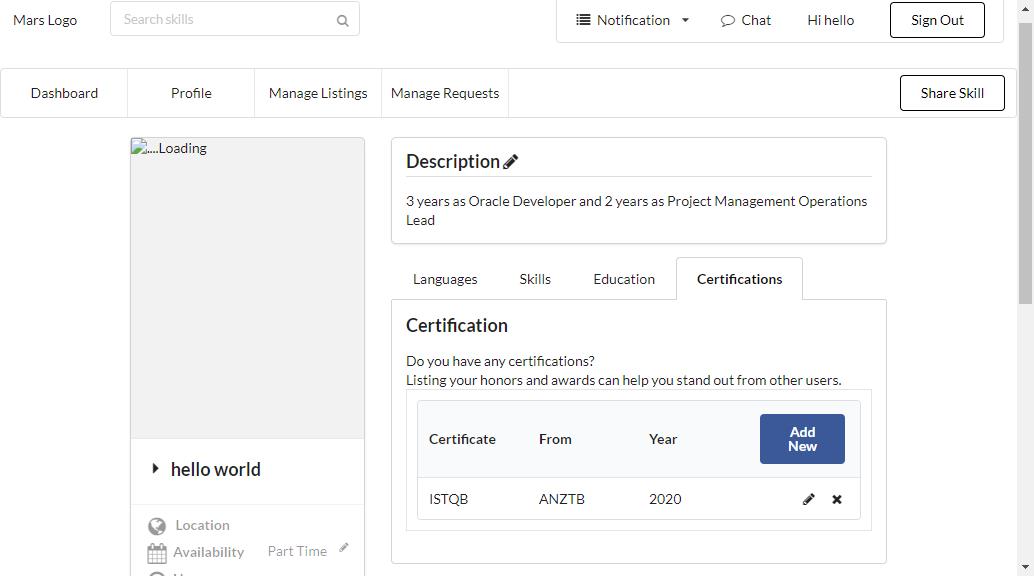 Mars Logo
Search skills
Notification
Chat
Hi hello
Sign Out
Dashboard
Profile
Manage Listings
Manage Requests
Share Skill
....Loading
Description
3 years as Oracle Developer and 2 years as Project Management Operations
Lead
Languages
Skills
Education
Certifications
Certification
Do you have any certifications?
Listing your honors and awards can help you stand out from other users.
Certificate
From
Year
Add
New
ISTQB
ANZTB
2020
hello world
Location
Availability
Part Time